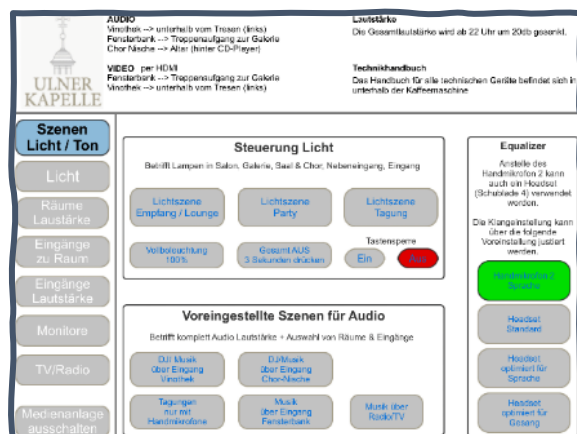 AUDIO
Vinothek --> unterhalb vom Tresen (links)
Fensterbank --> Treppenaufgang zur Galerie
Chor Nische --> Altar (hinter CD-Player)
VIDEO per HDMI
Fensterbank --> Treppenaufgang zur Galerie
Vinothek --> unterhalb vom Tresen (links)
Lautstärke
Die Gesamtlautstärke wird ab 22 Uhr um 20db gesenkt.
Technikhandbuch
Das Handbuch für alle technischen Geräte befindet sich in
unterhalb der Kaffeemaschine
ULNER
KAPELLE
Szenen
Licht / Ton
Licht
Räume
Laustärke
Eingänge
zu Raum
Eingänge
Lautstärke
Monitore
TV/Radio
Medienanlage
ausschalten
Steuerung Licht
Betrifft Lampen in Salon, Galerie, Saal & Chor, Nebeneingang, Eingang
Lichtszene
Empfang / Lounge
Lichtszene
Party
Lichtszene
Tagung
Vollbeleuchtung
100%
Gesamt AUS
3 Sekunden drücken
Tastensperre
Ein
Aus
Voreingestellte Szenen für Audio
Betrifft komplett Audio Lautstärke + Auswahl von Räume & Eingänge
DJ/ Musik
über Eingang
Vinothek
DJ/Musik
über Eingang
Chor-Nische
Tagungen
nur mit
Handmikrofone
Musik
über Eingang
Fensterbank
Musik über
Radio/TV
Equalizer
Anstelle des
Handmikrofon 2 kann
auch ein Headset
(Schublade 4) verwendet
werden.
Die Klangeinstellung kann
über die folgende
Voreinstellung justiert
werden.
Handmikrofon 2
Sprache
Headset
Standard
Headset
optimiert für
Sprache
Headset
optimiert für
Gesang